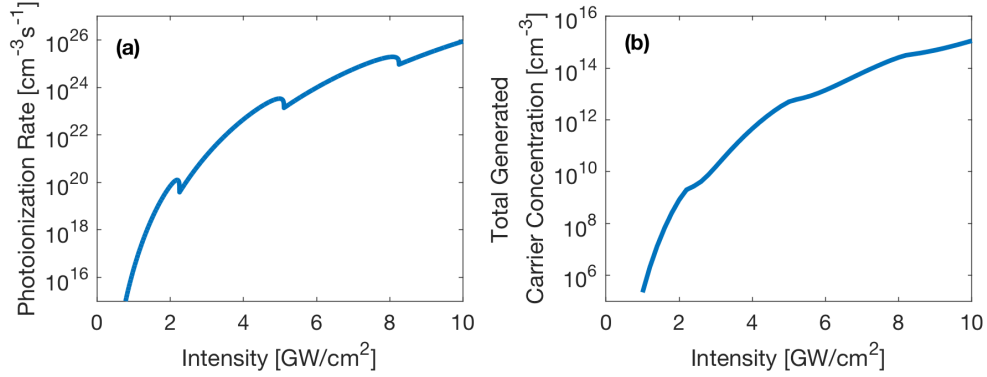 (a)
Photoionization Rate [cm⁻³s⁻¹]
10²⁶
10²⁴
10²²
10²⁰
10¹⁸
10¹⁶
0 2 4 6 8 10
Intensity [GW/cm²]
(b)
Total Generated
Carrier Concentration [cm⁻³]
10¹⁶
10¹⁴
10¹²
10¹⁰
10⁸
10⁶
0 2 4 6 8 10
Intensity [GW/cm²]